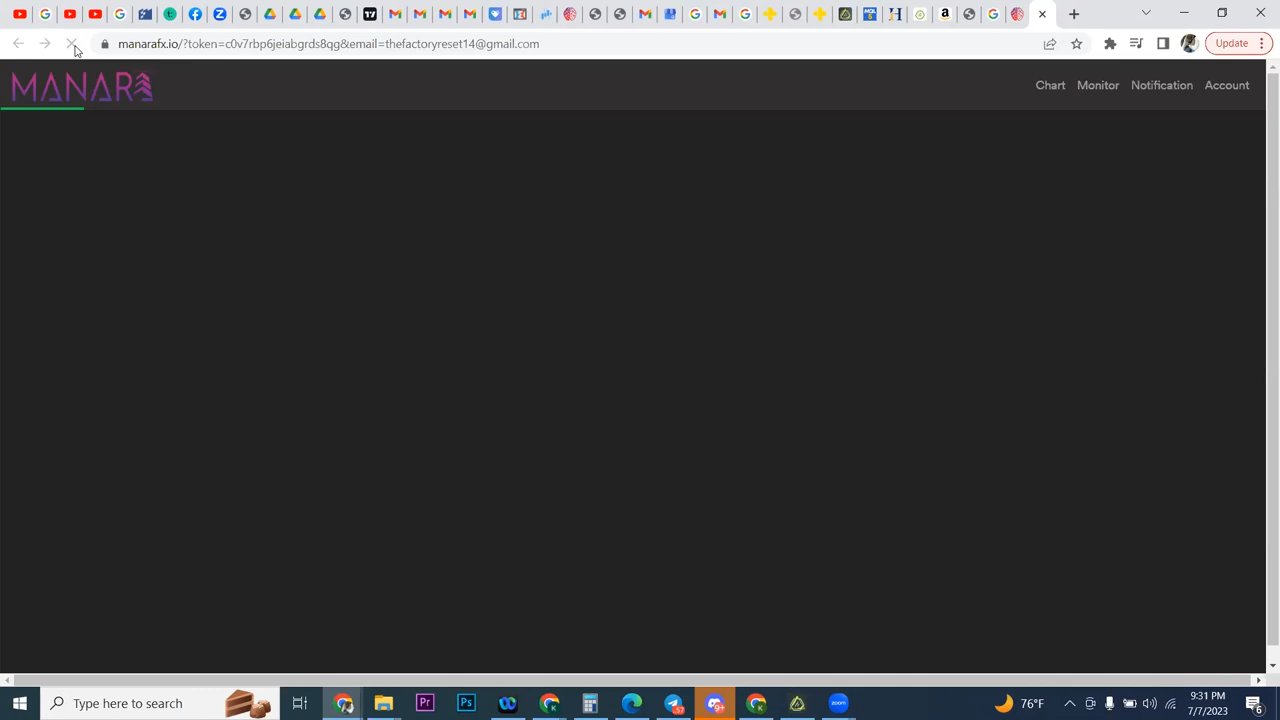 manarafx.io/?token=c0v7rbp6jeiabgrds8qg&email=thefactoryreset14@gmail.com
Update
MANARA
Chart Monitor Notification Account
Type here to search
76°F
9:31 PM
7/7/2023
6